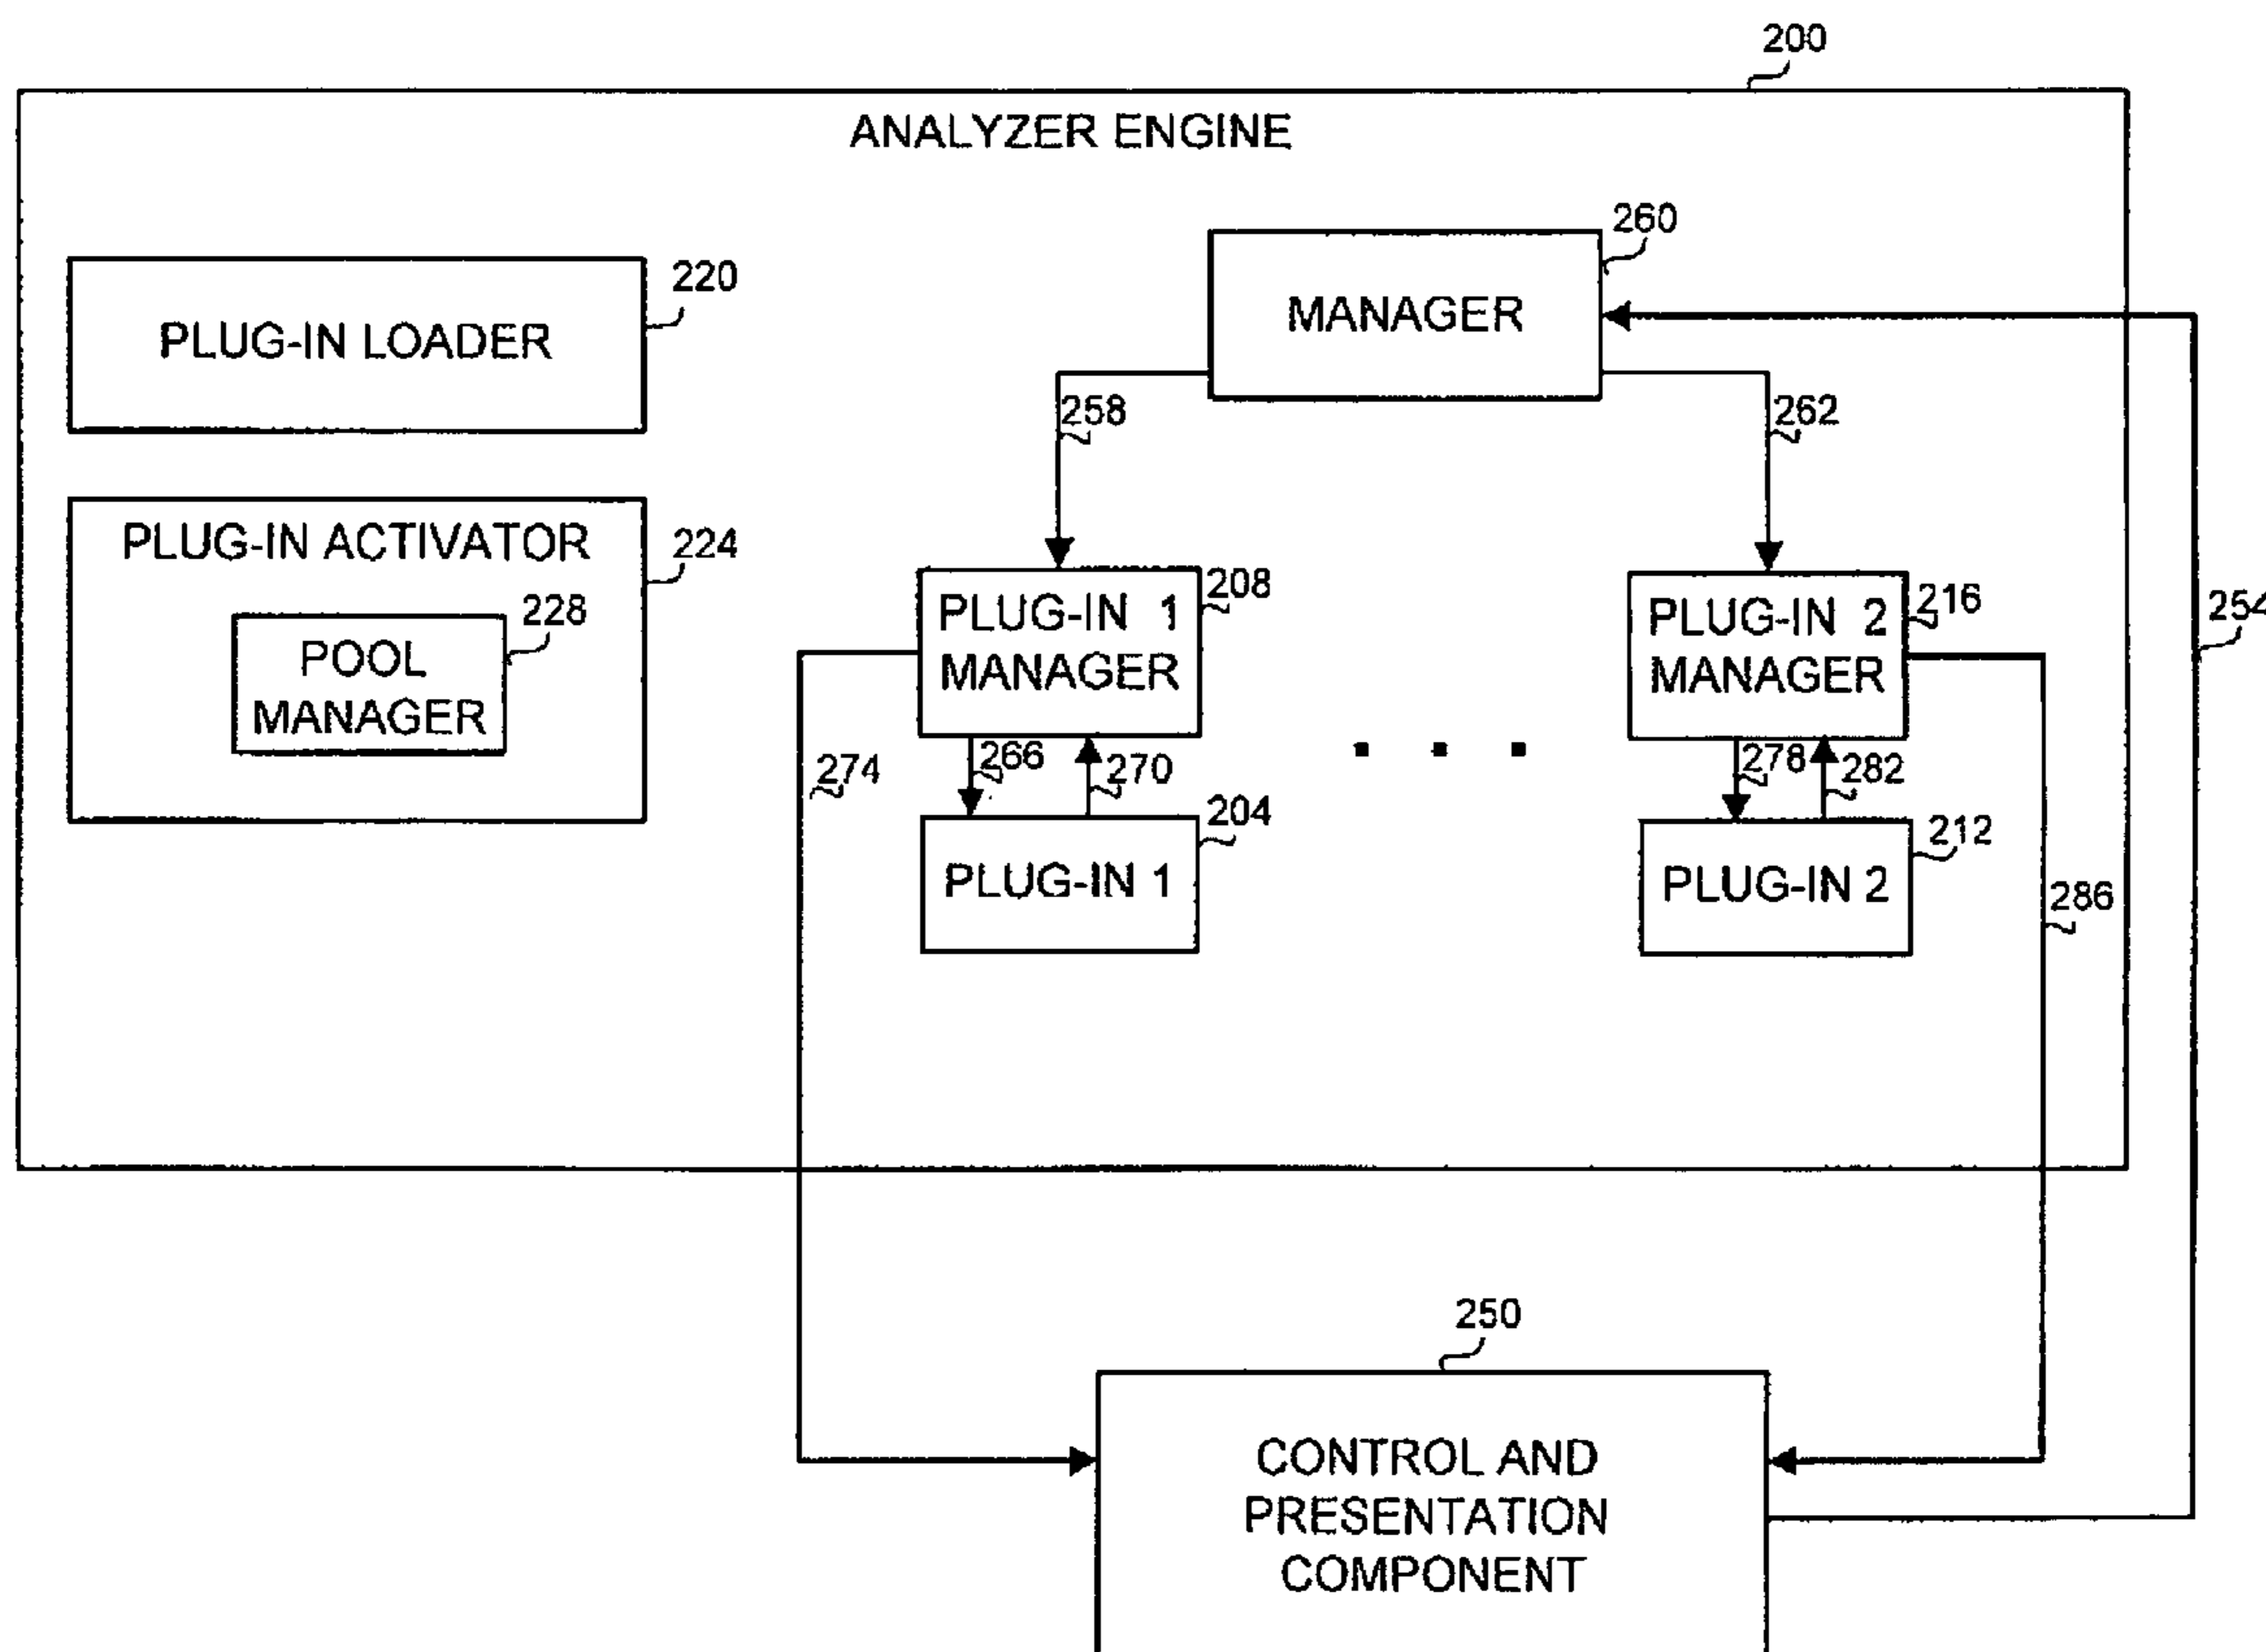 200
ANALYZER ENGINE
260
220
MANAGER
PLUG-IN LOADER
258
262
PLUG-IN ACTIVATOR
224
208
PLUG-IN 1
MANAGER
216
PLUG-IN 2
MANAGER
254
228
POOL
MANAGER
274
266
270
278
282
204
PLUG-IN 1
212
PLUG-IN 2
286
250
CONTROL AND
PRESENTATION
COMPONENT